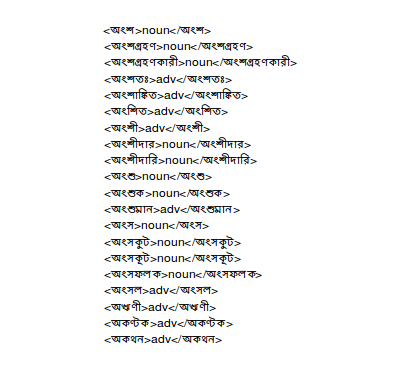 <অংশ>noun</অংশ>
<অংশগ্রহণ>noun</অংশগ্রহণ>
<অংশগ্রহণকারী>noun</অংশগ্রহণকারী>
<অংশতঃ>adv</অংশতঃ>
<অংশাঙ্কিত>adv</অংশাঙ্কিত>
<অংশিত>adv</অংশিত>
<অংশী>adv</অংশী>
<অংশীদার>noun</অংশীদার>
<অংশীদারি>noun</অংশীদারি>
<অংশু>noun</অংশু>
<অংশুক>noun</অংশুক>
<অংশুমান>adv</অংশুমান>
<অংস>noun</অংস>
<অংসকুট>noun</অংসকুট>
<অংসকূট>noun</অংসকূট>
<অংসফলক>noun</অংসফলক>
<অংসল>adv</অংসল>
<অঋণী>adv</অঋণী>
<অকণ্টক>adv</অকণ্টক>
<অকথন>adv</অকথন>